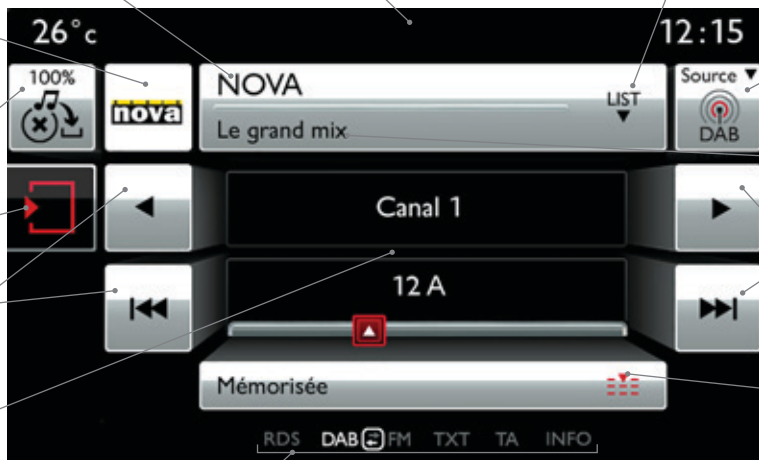 26°c
12:15
100%
nova
NOVA
LIST
Le grand mix
Source
DAB
Canal 1
12 A
Mémorisée
RDS DAB FM TXT TA INFO